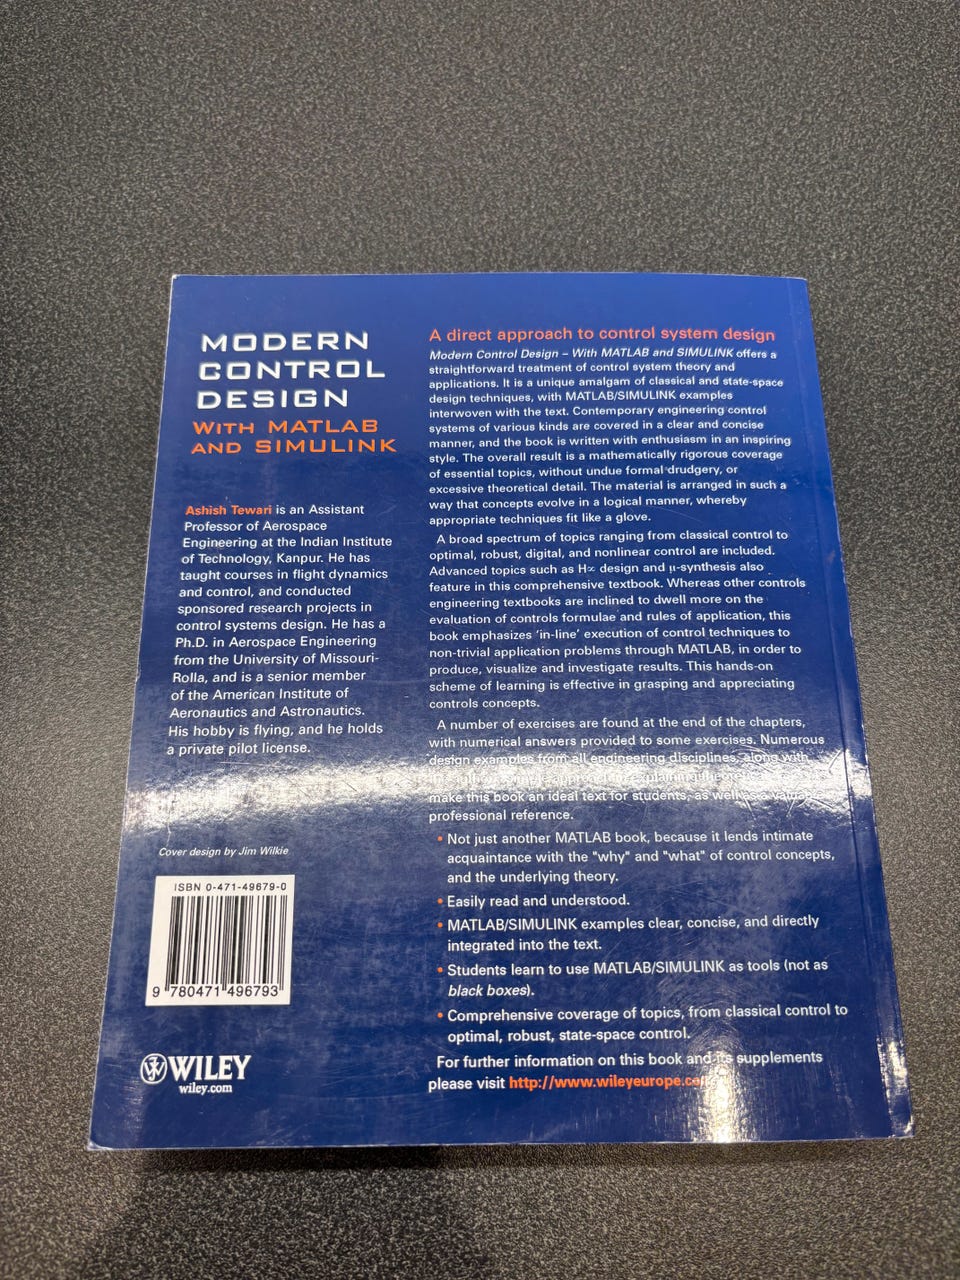 MODERN
CONTROL
DESIGN
WITH MATLAB
AND SIMULINK
Ashish Tewari is an Assistant
Professor of Aerospace
Engineering at the Indian Institute
of Technology, Kanpur. He has
taught courses in flight dynamics
and control, and conducted
sponsored research projects in
control systems design. He has a
Ph.D. in Aerospace Engineering
from the University of Missouri-
Rolla, and is a senior member
of the American Institute of
Aeronautics and Astronautics.
His hobby is flying, and he holds
a private pilot license.
Cover design by Jim Wilkie
ISBN 0-471-49679-0
9 780471 496793
WILEY
wiley.com
A direct approach to control system design
Modern Control Design – With MATLAB and SIMULINK offers a
straightforward treatment of control system theory and
applications. It is a unique amalgam of classical and state-space
design techniques, with MATLAB/SIMULINK examples
interwoven with the text. Contemporary engineering control
systems of various kinds are covered in a clear and concise
manner, and the book is written with enthusiasm in an inspiring
style. The overall result is a mathematically rigorous coverage
of essential topics, without undue formal drudgery, or
excessive theoretical detail. The material is arranged in such a
way that concepts evolve in a logical manner, whereby
appropriate techniques fit like a glove.
A broad spectrum of topics ranging from classical control to
optimal, robust, digital, and nonlinear control are included.
Advanced topics such as H∞ design and μ-synthesis also
feature in this comprehensive textbook. Whereas other controls
engineering textbooks are inclined to dwell more on the
evaluation of controls formulae and rules of application, this
book emphasizes 'in-line' execution of control techniques to
non-trivial application problems through MATLAB, in order to
produce, visualize and investigate results. This hands-on
scheme of learning is effective in grasping and appreciating
controls concepts.
A number of exercises are found at the end of the chapters,
with numerical answers provided to some exercises. Numerous
design examples from all engineering disciplines, along with
approach
make this book an ideal text for students, as well as a valuable
professional reference.
• Not just another MATLAB book, because it lends intimate
acquaintance with the "why" and "what" of control concepts,
and the underlying theory.
• Easily read and understood.
• MATLAB/SIMULINK examples clear, concise, and directly
integrated into the text.
• Students learn to use MATLAB/SIMULINK as tools (not as
black boxes).
• Comprehensive coverage of topics, from classical control to
optimal, robust, state-space control.
For further information on this book and its supplements
please visit http://www.wileyeurope.co